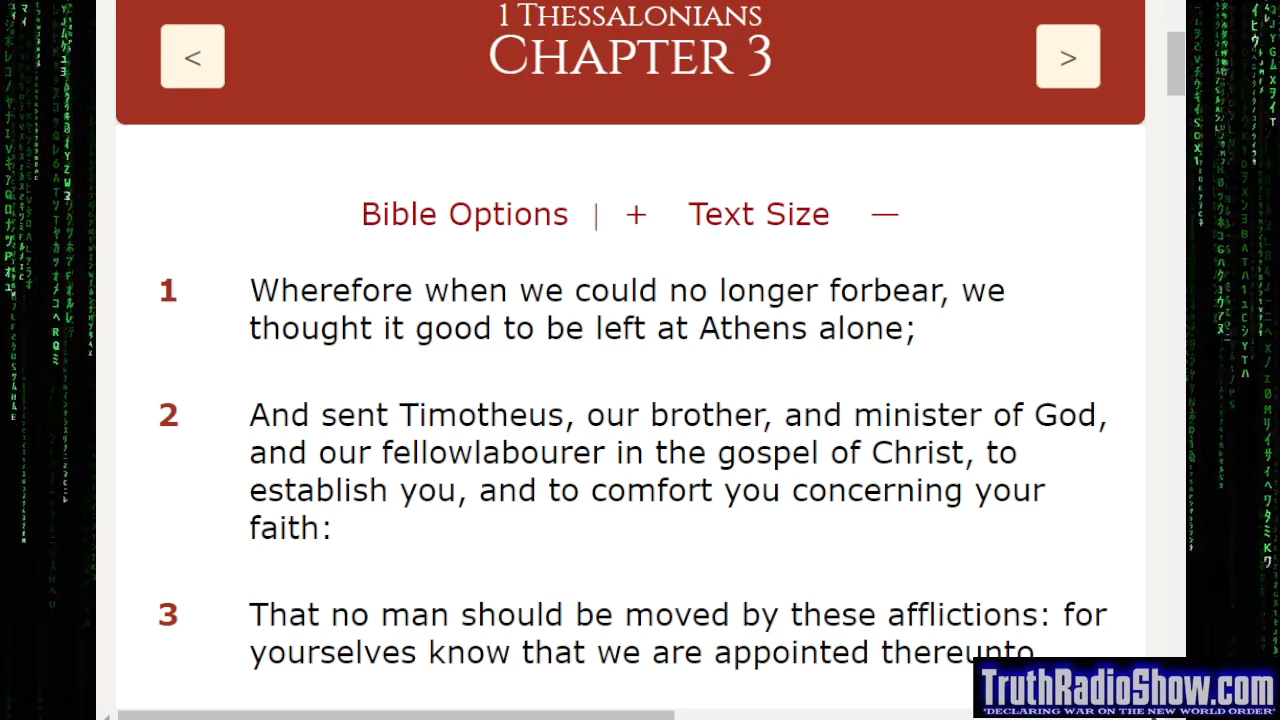 1 Thessalonians
Chapter 3
< >
Bible Options | + Text Size —
1 Wherefore when we could no longer forbear, we
thought it good to be left at Athens alone;
2 And sent Timotheus, our brother, and minister of God,
and our fellowlabourer in the gospel of Christ, to
establish you, and to comfort you concerning your
faith:
3 That no man should be moved by these afflictions: for
yourselves know that we are appointed thereunto
TruthRadioShow.com
"DECLARING WAR ON THE NEW WORLD ORDER"